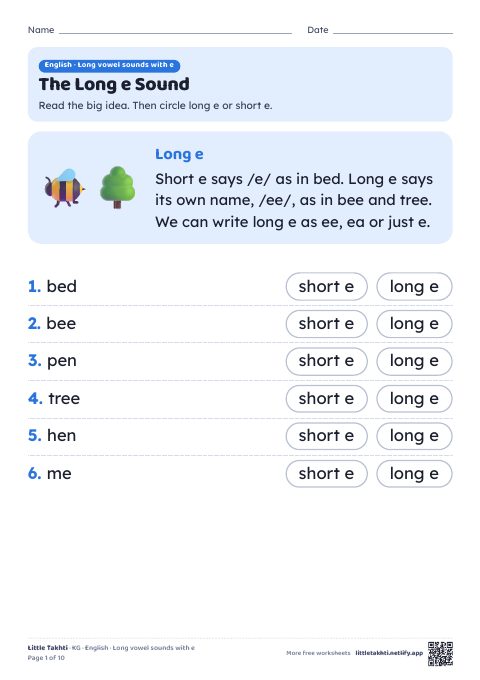 Name Date
English · Long vowel sounds with e
The Long e Sound
Read the big idea. Then circle long e or short e.
Long e
Short e says /e/ as in bed. Long e says
its own name, /ee/, as in bee and tree.
We can write long e as ee, ea or just e.
1. bed short e long e
2. bee short e long e
3. pen short e long e
4. tree short e long e
5. hen short e long e
6. me short e long e
Little Takhti · KG · English · Long vowel sounds with e
Page 1 of 10
More free worksheets littletakhti.netlify.app